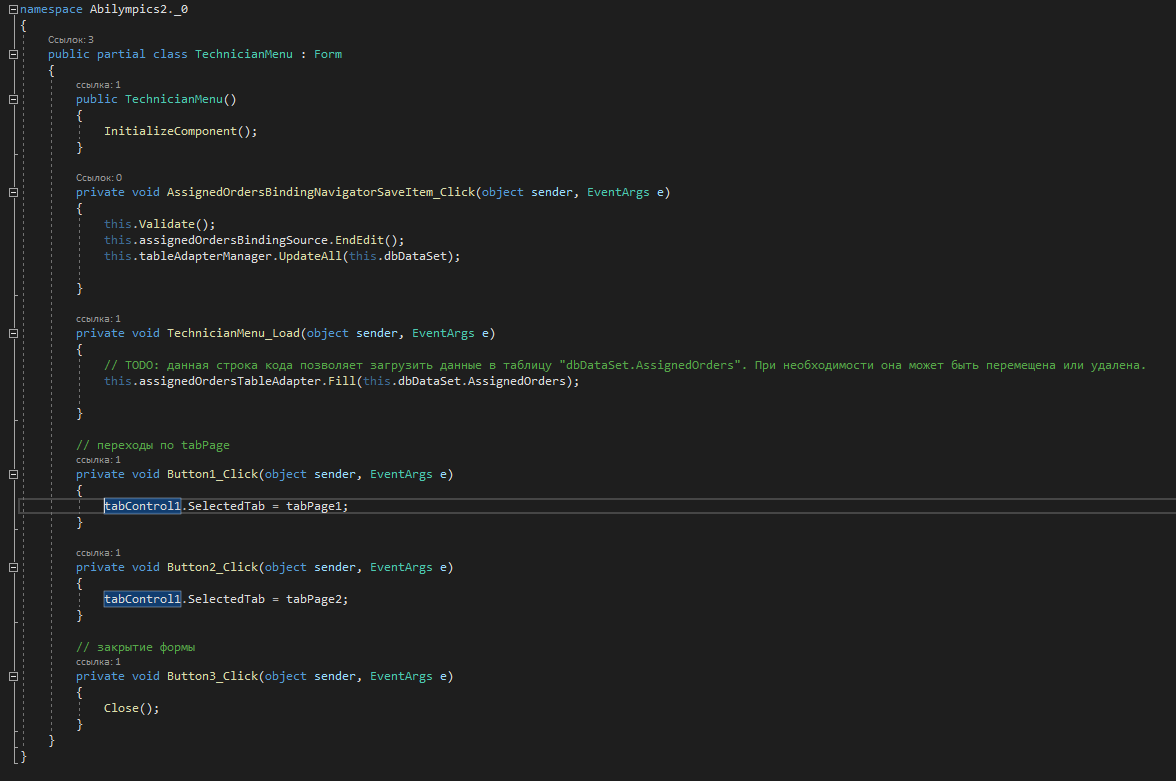 namespace Abilympics2._0
{
Ссылок: 3
public partial class TechnicianMenu : Form
{
ссылка: 1
public TechnicianMenu()
{
InitializeComponent();
}
Ссылок: 0
private void AssignedOrdersBindingNavigatorSaveItem_Click(object sender, EventArgs e)
{
this.Validate();
this.assignedOrdersBindingSource.EndEdit();
this.tableAdapterManager.UpdateAll(this.dbDataSet);
}
ссылка: 1
private void TechnicianMenu_Load(object sender, EventArgs e)
{
// TODO: данная строка кода позволяет загрузить данные в таблицу "dbDataSet.AssignedOrders". При необходимости она может быть перемещена или удалена.
this.assignedOrdersTableAdapter.Fill(this.dbDataSet.AssignedOrders);
}
// переходы по tabPage
ссылка: 1
private void Button1_Click(object sender, EventArgs e)
{
tabControl1.SelectedTab = tabPage1;
}
ссылка: 1
private void Button2_Click(object sender, EventArgs e)
{
tabControl1.SelectedTab = tabPage2;
}
// закрытие формы
ссылка: 1
private void Button3_Click(object sender, EventArgs e)
{
Close();
}
}
}